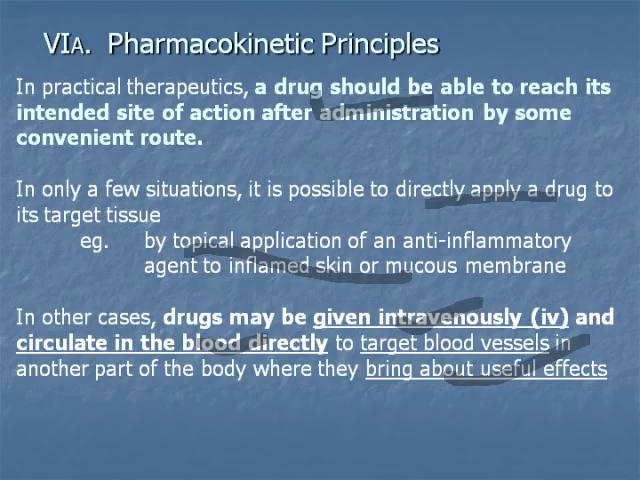 VIA. Pharmacokinetic Principles
In practical therapeutics, a drug should be able to reach its
intended site of action after administration by some
convenient route.
In only a few situations, it is possible to directly apply a drug to
its target tissue
eg. by topical application of an anti-inflammatory
agent to inflamed skin or mucous membrane
In other cases, drugs may be given intravenously (iv) and
circulate in the blood directly to target blood vessels in
another part of the body where they bring about useful effects